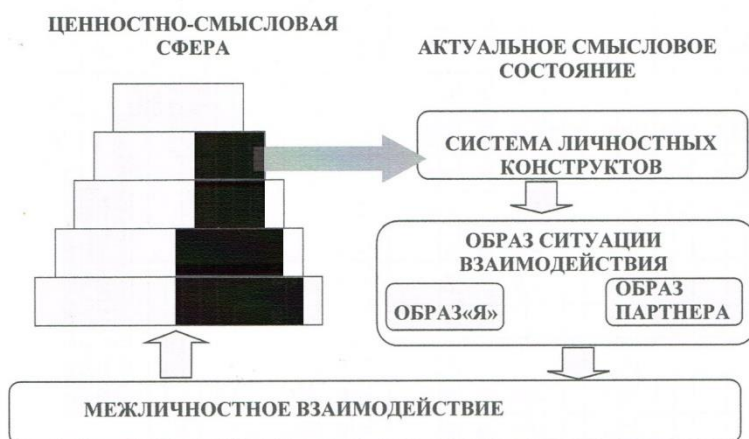 ЦЕННОСТНО-СМЫСЛОВАЯ
СФЕРА
АКТУАЛЬНОЕ СМЫСЛОВОЕ
СОСТОЯНИЕ
СИСТЕМА ЛИЧНОСТНЫХ
КОНСТРУКТОВ
ОБРАЗ СИТУАЦИИ
ВЗАИМОДЕЙСТВИЯ
ОБРАЗ«Я»
ОБРАЗ
ПАРТНЕРА
МЕЖЛИЧНОСТНОЕ ВЗАИМОДЕЙСТВИЕ